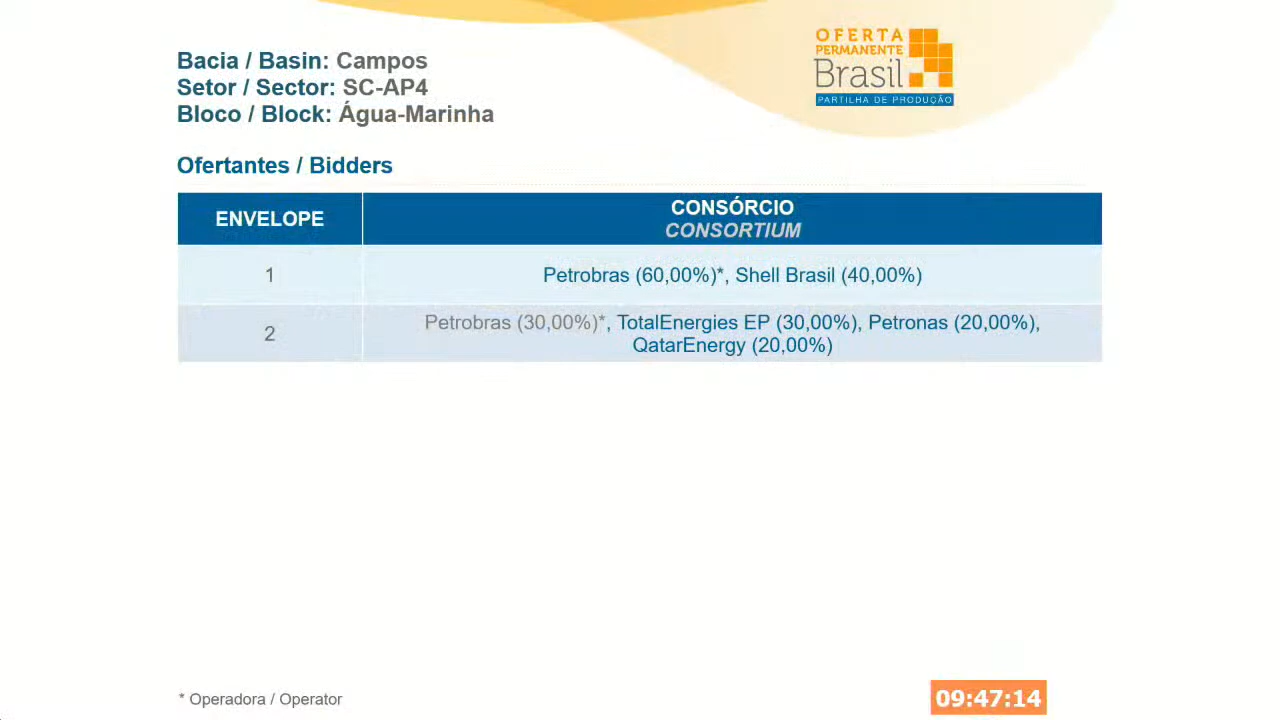 Bacia / Basin: Campos
Setor / Sector: SC-AP4
Bloco / Block: Água-Marinha
OFERTA
PERMANENTE
Brasil
PARTILHA DE PRODUÇÃO
Ofertantes / Bidders
ENVELOPE
CONSÓRCIO
CONSORTIUM
1
Petrobras (60,00%)*, Shell Brasil (40,00%)
2
Petrobras (30,00%)*, TotalEnergies EP (30,00%), Petronas (20,00%),
QatarEnergy (20,00%)
* Operadora / Operator
09:47:14